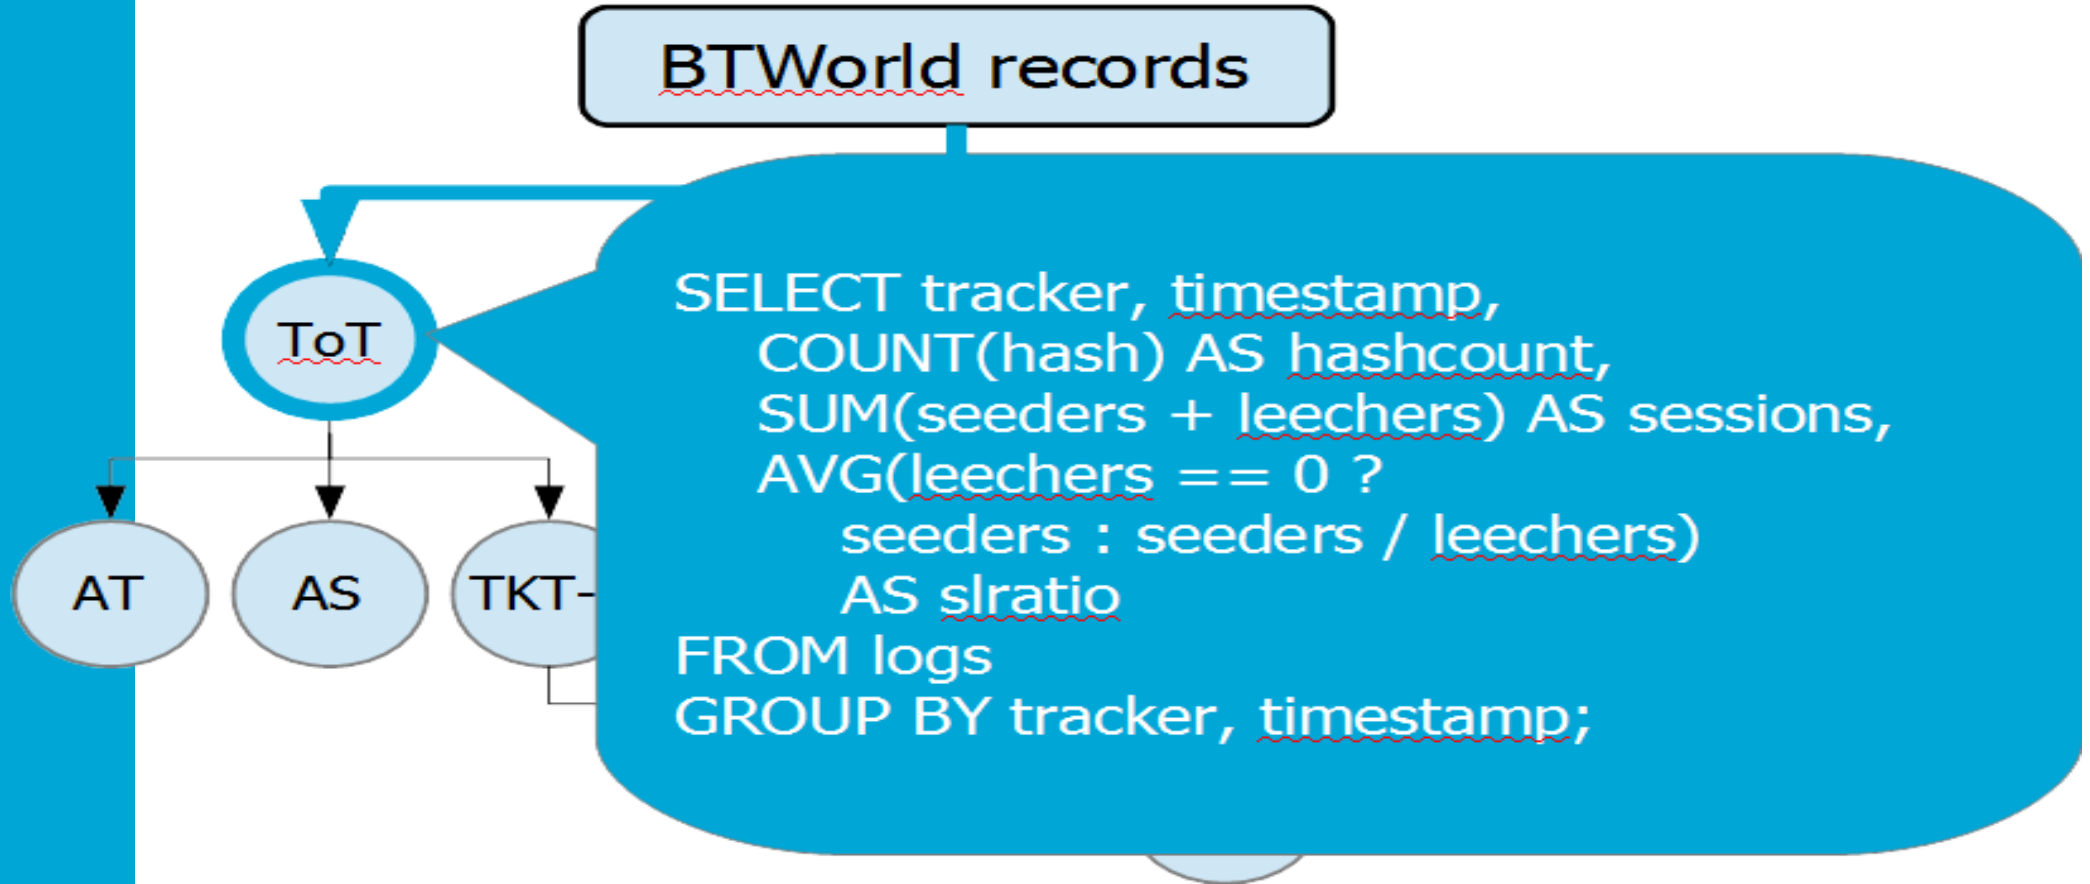 BTWorld records
ToT
SELECT tracker, timestamp,
COUNT(hash) AS hashcount,
SUM(seeders + leechers) AS sessions,
AVG(leechers == 0 ?
seeders : seeders / leechers)
AS slratio
FROM logs
GROUP BY tracker, timestamp;
AT
AS
TKT-